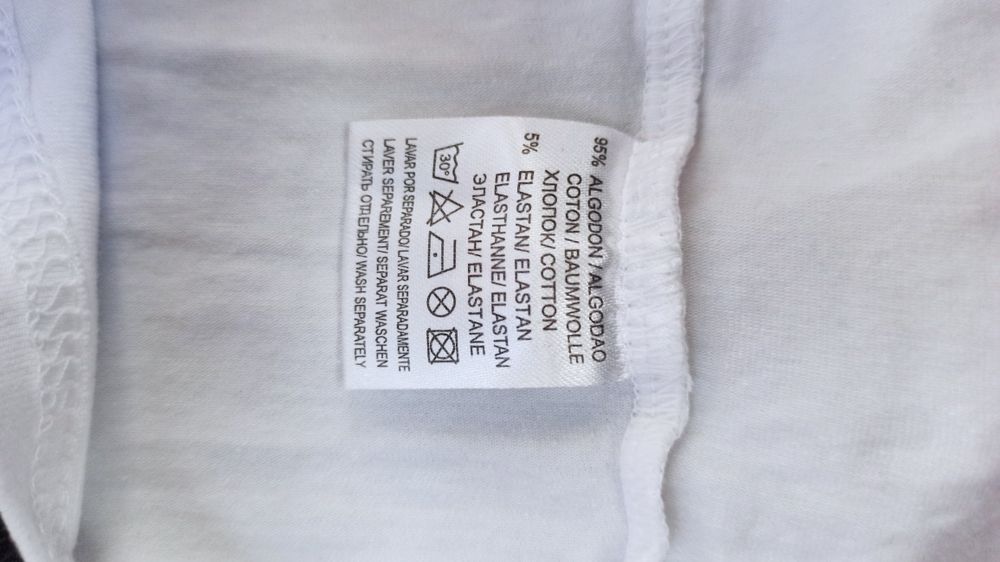 95% ALGODON / ALGODAO
COTON / BAUMWOLLE
ХЛОПОК/ COTTON
5% ELASTAN/ ELASTAN
ELASTHANNE/ ELASTAN
ЭЛАСТАН/ ELASTANE
30°
LAVAR POR SEPARADO/ LAVAR SEPARADAMENTE
LAVER SEPAREMENT/ SEPARAT WASCHEN
СТИРАТЬ ОТДЕЛЬНО/ WASH SEPARATELY